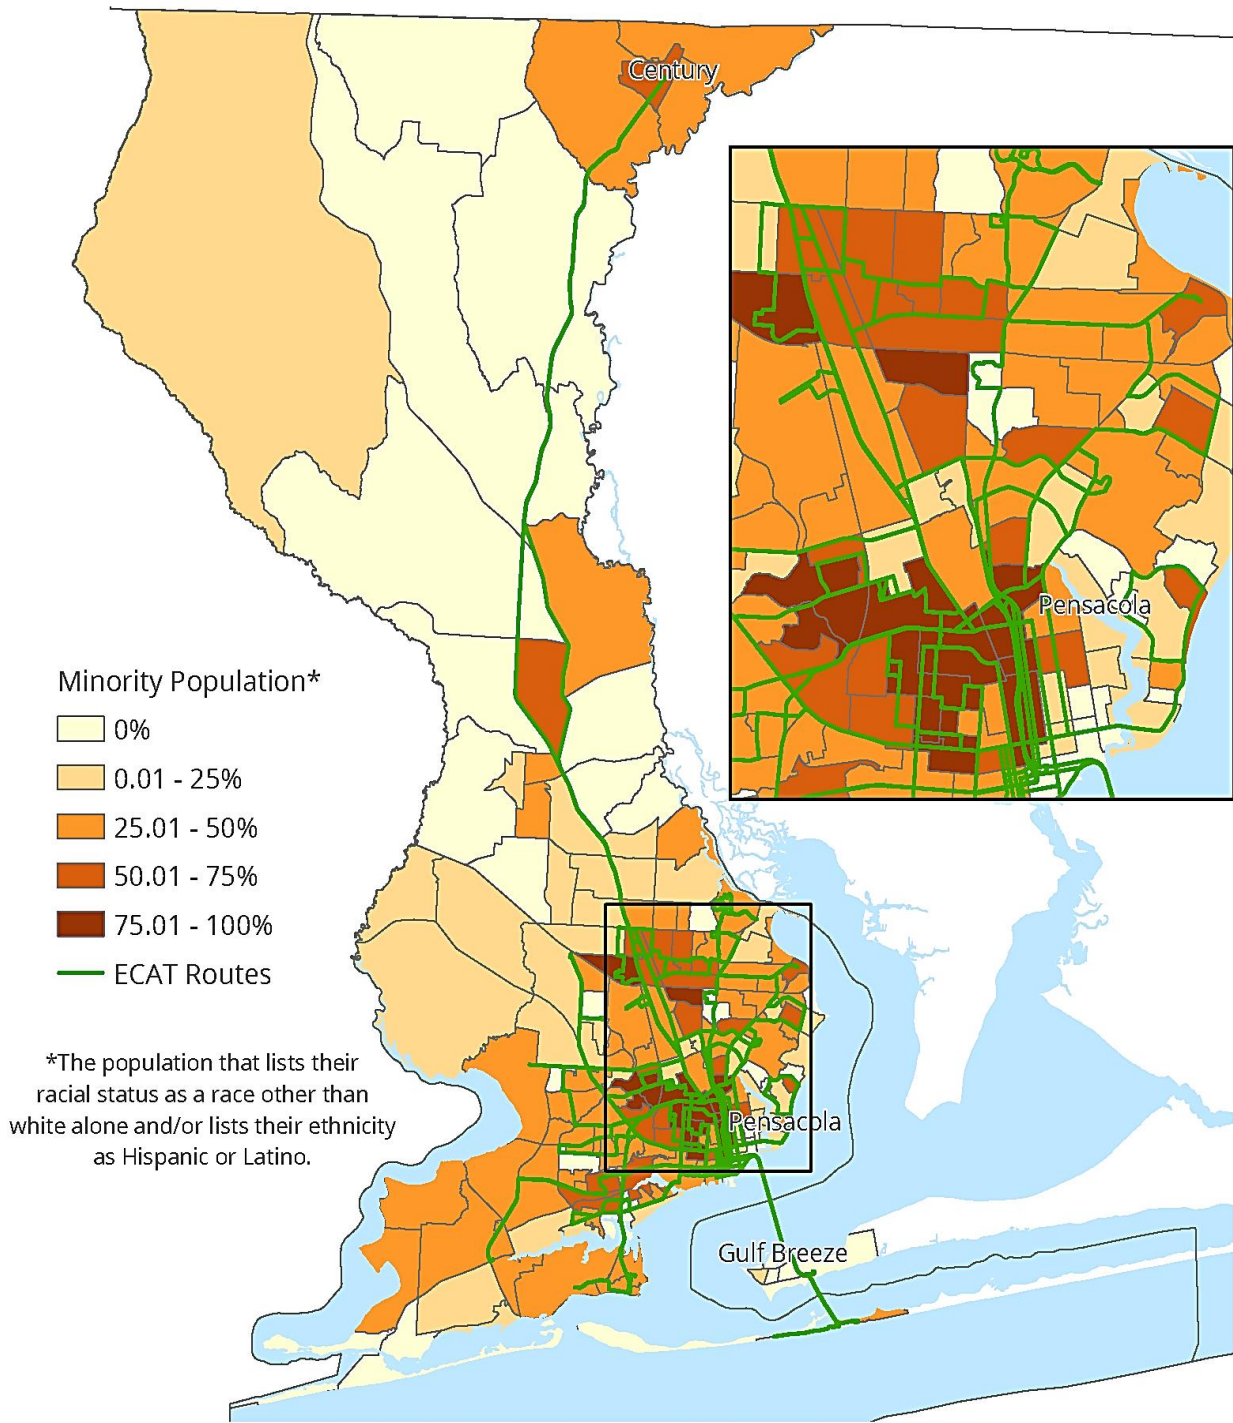 Century
Pensacola
Minority Population*
0%
0.01 - 25%
25.01 - 50%
50.01 - 75%
75.01 - 100%
ECAT Routes
*The population that lists their
racial status as a race other than
white alone and/or lists their ethnicity
as Hispanic or Latino.
Pensacola
Gulf Breeze